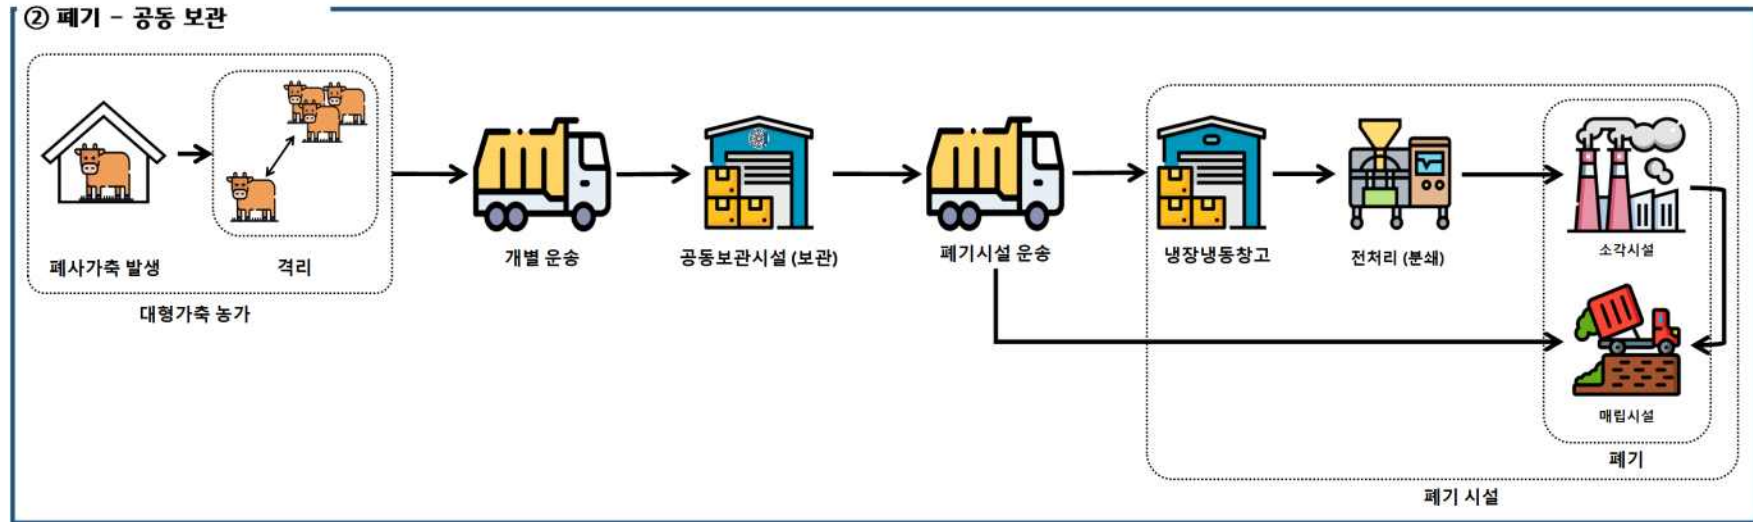 ② 폐기 - 공동 보관
폐사가축 발생
격리
대형가축 농가
개별 운송
공동보관시설 (보관)
폐기시설 운송
냉장냉동창고
전처리 (분쇄)
소각시설
매립시설
폐기
폐기 시설